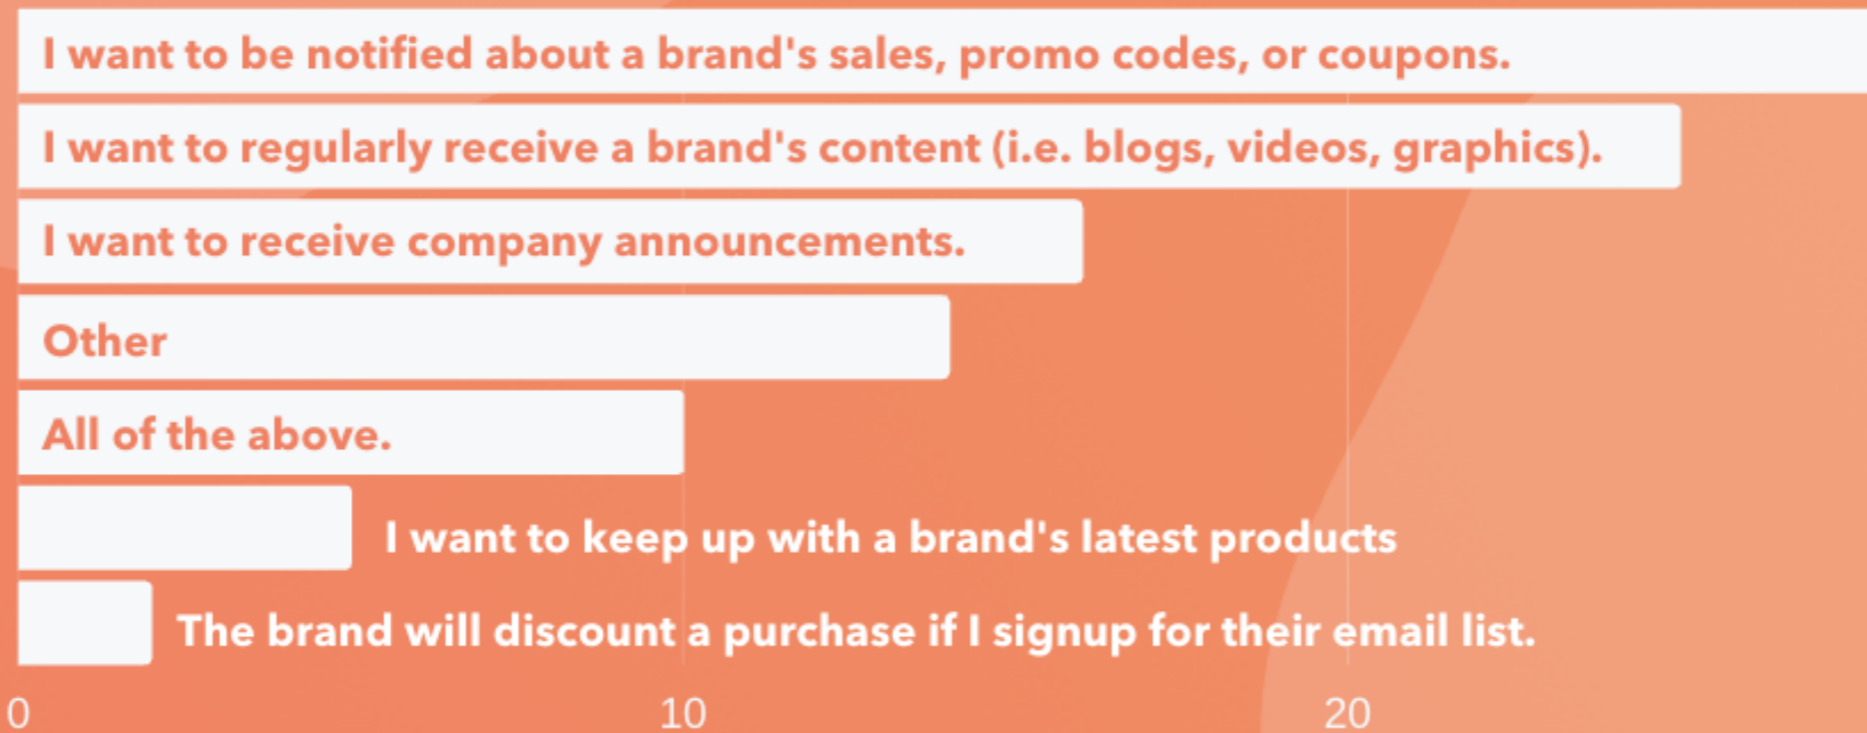 I want to be notified about a brand's sales, promo codes, or coupons.
I want to regularly receive a brand's content (i.e. blogs, videos, graphics).
I want to receive company announcements.
Other
All of the above.
I want to keep up with a brand's latest products
The brand will discount a purchase if I signup for their email list.
0 10 20